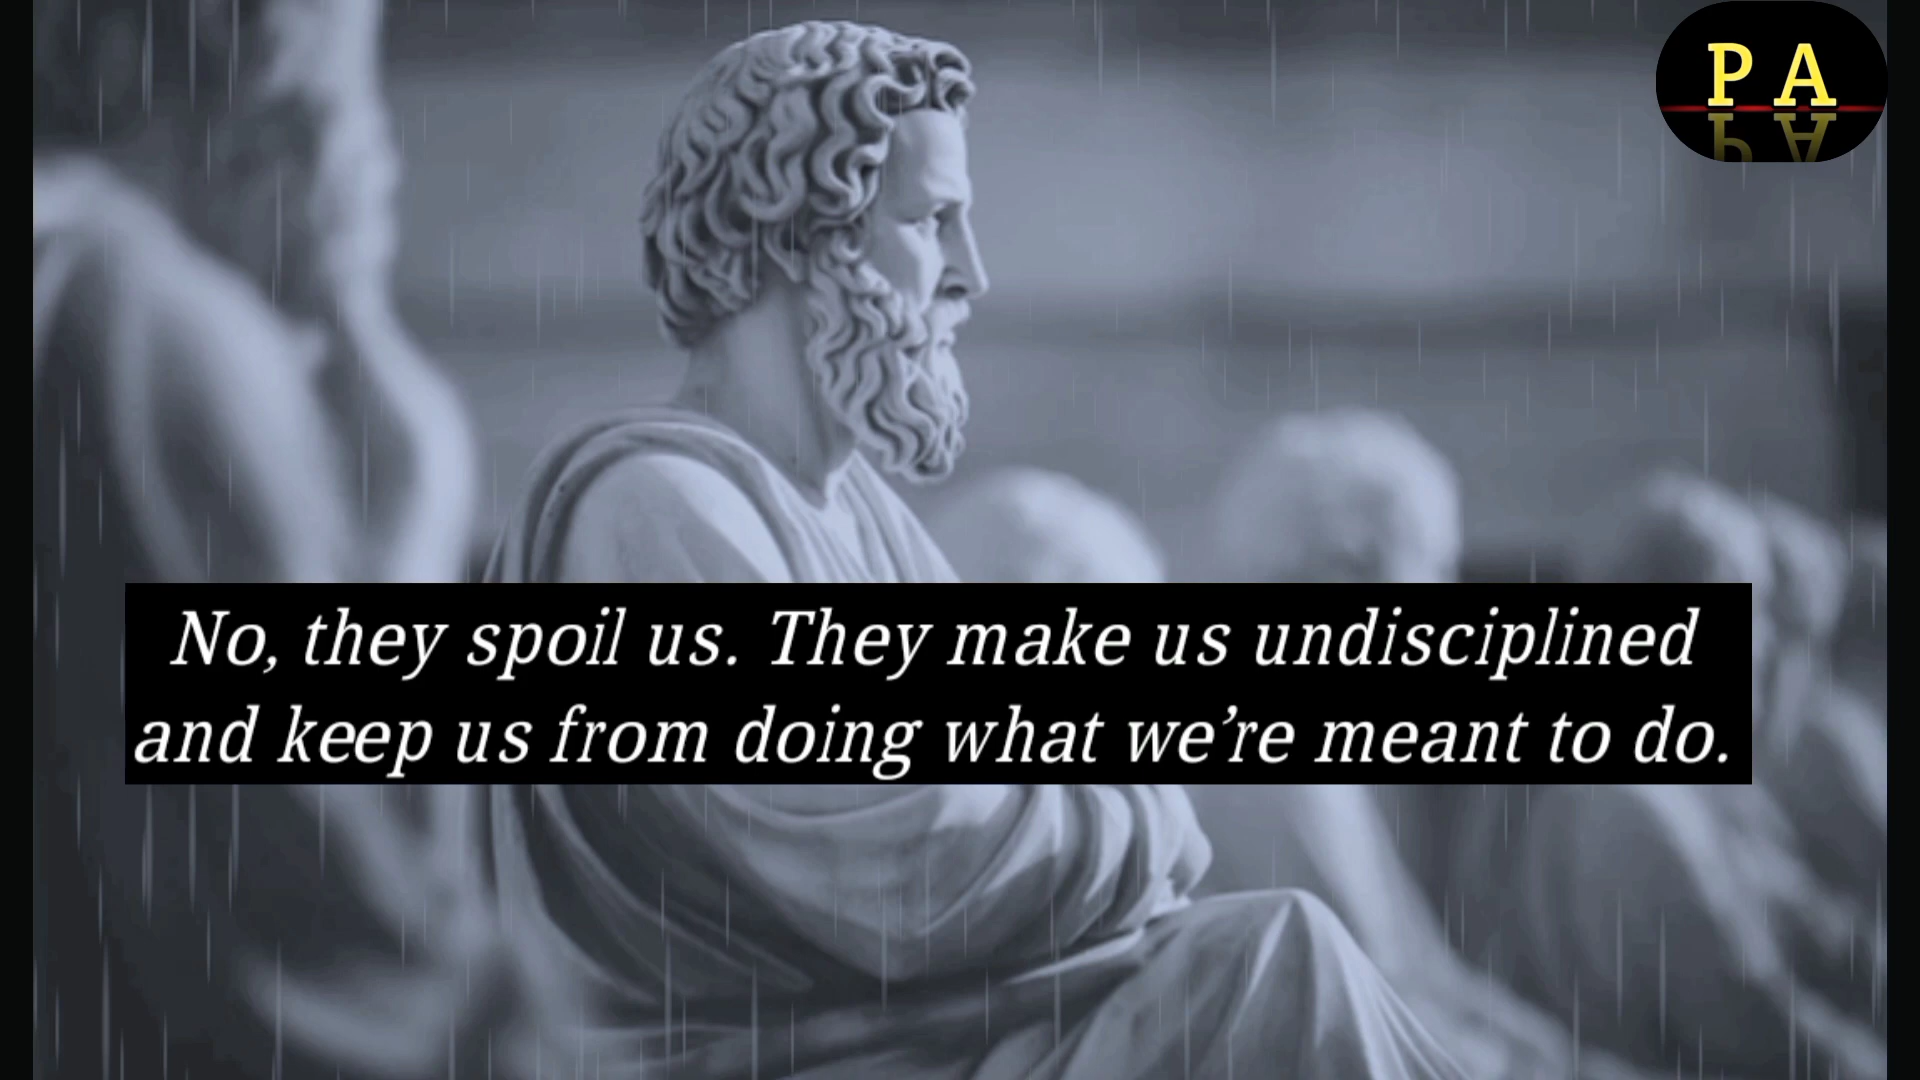 P A
No, they spoil us. They make us undisciplined
and keep us from doing what we’re meant to do.